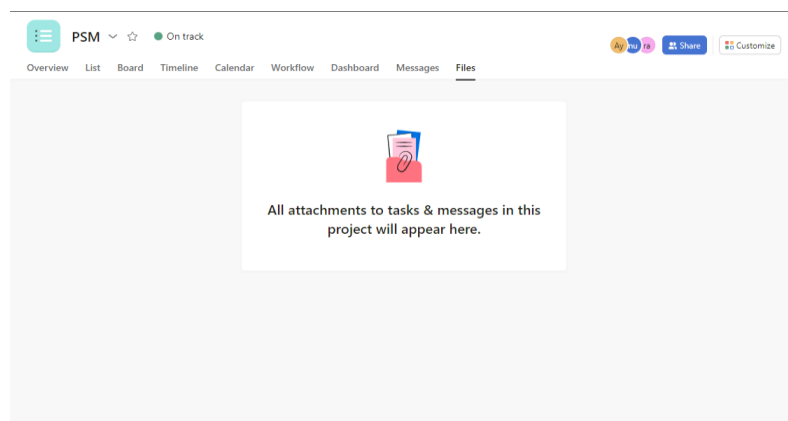 PSM
On track
Ay nu ra
Share
Customize
Overview List Board Timeline Calendar Workflow Dashboard Messages Files
All attachments to tasks & messages in this
project will appear here.